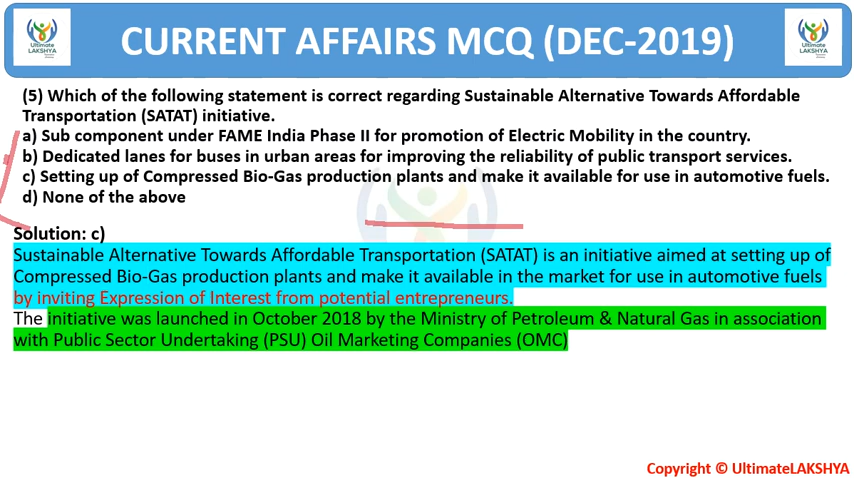 Ultimate
LAKSHYA
CURRENT AFFAIRS MCQ (DEC-2019)
Ultimate
LAKSHYA
(5) Which of the following statement is correct regarding Sustainable Alternative Towards Affordable
Transportation (SATAT) initiative.
a) Sub component under FAME India Phase II for promotion of Electric Mobility in the country.
b) Dedicated lanes for buses in urban areas for improving the reliability of public transport services.
c) Setting up of Compressed Bio-Gas production plants and make it available for use in automotive fuels.
d) None of the above
Solution: c)
Sustainable Alternative Towards Affordable Transportation (SATAT) is an initiative aimed at setting up of
Compressed Bio-Gas production plants and make it available in the market for use in automotive fuels
by inviting Expression of Interest from potential entrepreneurs.
The initiative was launched in October 2018 by the Ministry of Petroleum & Natural Gas in association
with Public Sector Undertaking (PSU) Oil Marketing Companies (OMC)
Copyright © UltimateLAKSHYA